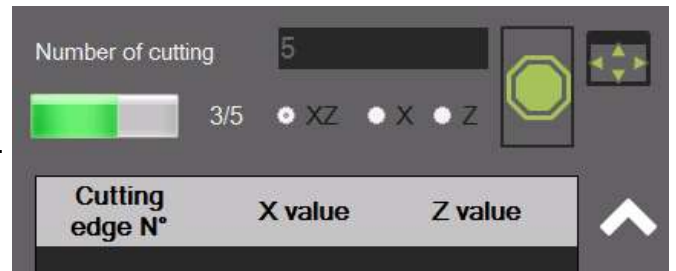 Number of cutting 5
3/5 XZ X Z
Cutting edge N° X value Z value